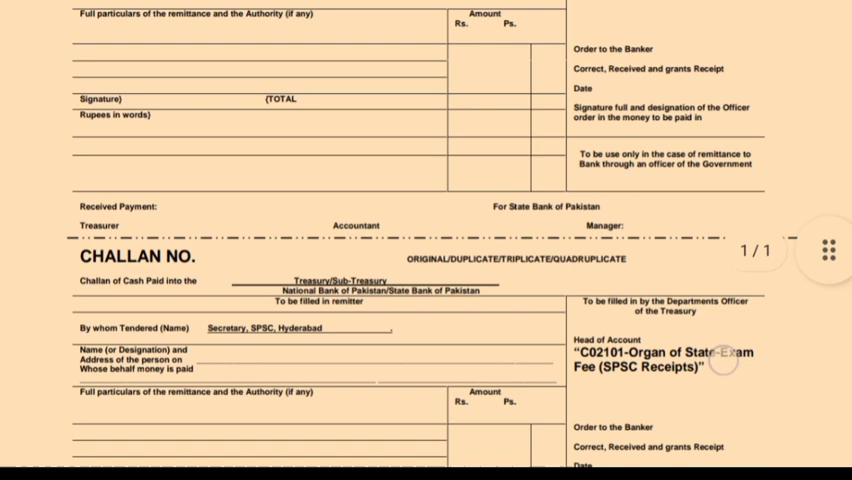 Full particulars of the remittance and the Authority (if any)
Amount
Rs. Ps.
Order to the Banker
Correct, Received and grants Receipt
Date
Signature) (TOTAL
Signature full and designation of the Officer
order in the money to be paid in
Rupees in words)
To be use only in the case of remittance to
Bank through an officer of the Government
Received Payment: For State Bank of Pakistan
Treasurer Accountant Manager:
CHALLAN NO. ORIGINAL/DUPLICATE/TRIPLICATE/QUADRUPLICATE
1 / 1
Challan of Cash Paid into the Treasury/Sub-Treasury
National Bank of Pakistan/State Bank of Pakistan
To be filled in remitter
To be filled in by the Departments Officer
of the Treasury
By whom Tendered (Name) Secretary, SPSC, Hyderabad .
Head of Account
"C02101-Organ of State-Exam
Fee (SPSC Receipts)"
Name (or Designation) and
Address of the person on
Whose behalf money is paid
Full particulars of the remittance and the Authority (if any)
Amount
Rs. Ps.
Order to the Banker
Correct, Received and grants Receipt
Date